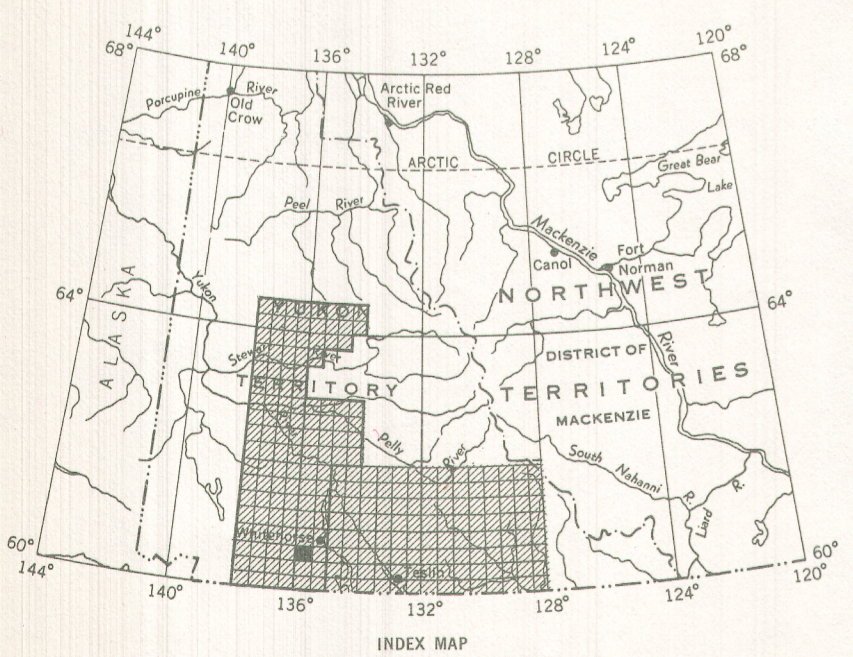 144° 140° 136° 132° 128° 124° 120°
68° 68°
Porcupine River
Old
Crow
Arctic Red
River
ARCTIC CIRCLE
Great Bear
Lake
Peel River
Mackenzie
Canol
Fort
Norman
Yukon
ALASKA
64° 64°
NORTHWEST
YUKON
Stewart River
River
DISTRICT OF
TERRITORY
TERRITORIES
MACKENZIE
Pelly
River
South Nahanni R.
Liard R.
Whitehorse
Teslin
60° 60°
144° 140° 136° 132° 128° 124° 120°
INDEX MAP